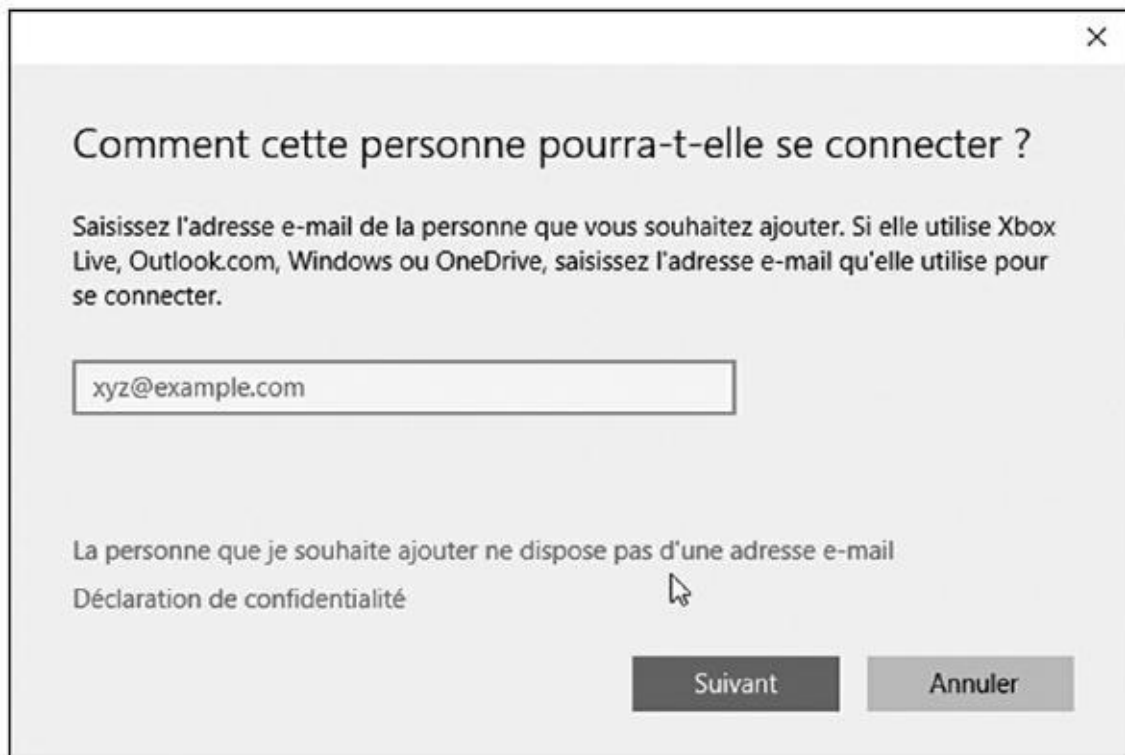 Comment cette personne pourra-t-elle se connecter ?
Saisissez l'adresse e-mail de la personne que vous souhaitez ajouter. Si elle utilise Xbox
Live, Outlook.com, Windows ou OneDrive, saisissez l'adresse e-mail qu'elle utilise pour
se connecter.
xyz@example.com
La personne que je souhaite ajouter ne dispose pas d'une adresse e-mail
Déclaration de confidentialité
Suivant
Annuler